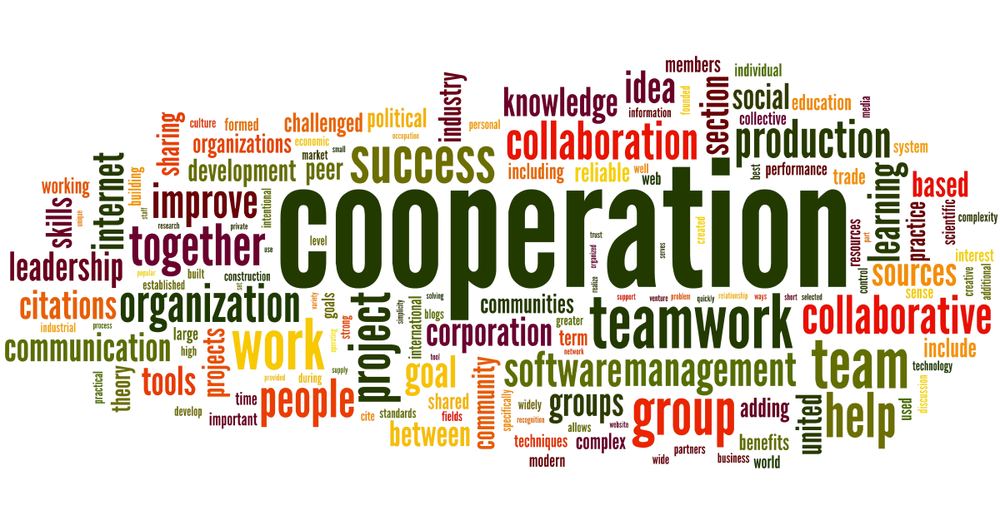 members
individual
industry
knowledge
idea
information
founded
section
social
education
media
collective
sharing
culture
formed
challenged
political
occupation
personal
collaboration
production
system
organizations
economic
market
small
success
development
peer
including
reliable
well
web
best
performance
trade
learning
based
working
internet
building
skills
unique
staff
improve
intentional
cooperation
research
private
together
use
level
trust
organized
realize
serves
created
resources
part
practice
scientific
complexity
leadership
popular
built
established
construction
set
control
sources
sense
interest
creative
additional
citations
organization
variety
goals
project
simplicity
solving
blogs
international
communities
support
venture
problem
quickly
relationship
ways
short
selected
greater
teamwork
collaborative
industrial
process
communication
large
high
projects
work
operating
strong
corporation
term
network
tool
include
technology
practical
theory
tools
provided
during
supply
goal
community
software
management
team
discussion
time
people
develop
important
cite
standards
shared
fields
specifically
widely
recognition
groups
group
adding
united
help
used
between
allows
website
techniques
complex
benefits
modern
wide
partners
business
world